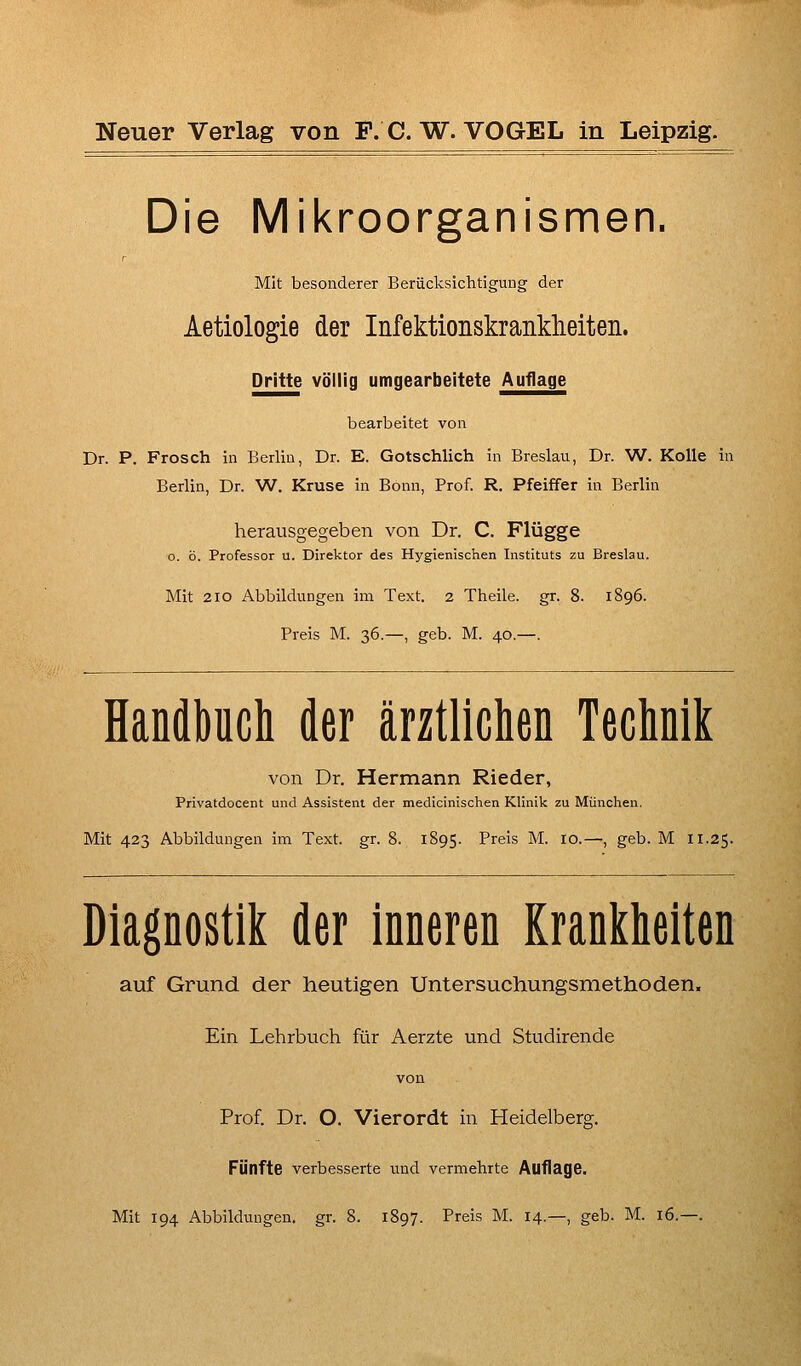 Neuer Verlag von F. C. W. VOGEL in Leipzig.
Die Mikroorganismen.
Mit besonderer Berücksichtigung der
Aetiologie der Infektionskrankheiten.
Dritte völlig umgearbeitete Auflage
bearbeitet von
Dr. P. Frosch in Berlin, Dr. E. Gotschlich in Breslau, Dr. W. Kolle in
Berlin, Dr. W. Kruse in Bonn, Prof. R. Pfeiffer in Berlin
herausgegeben von Dr. C. Flügge
o. ö. Professor u. Direktor des Hygienischen Instituts zu Breslau.
Mit 210 Abbildungen im Text. 2 Theile. gr. 8. 1896.
Preis M. 36.—, geb. M. 40.—.
Handbuch der ärztlichen Technik
von Dr. Hermann Rieder,
Privatdocent und Assistent der medicinischen Klinik zu München.
Mit 423 Abbildungen im Text. gr. 8. 1895. Preis M. 10.—, geb. M 11.25.
Diagnostik der inneren Krankheiten
auf Grund der heutigen Untersuchungsmethoden.
Ein Lehrbuch für Aerzte und Studirende
von
Prof. Dr. O. Vierordt in Heidelberg.
Fünfte verbesserte und vermehrte Auflage.
Mit 194 Abbildungen. gr. 8. 1897. Preis M. 14.—, geb. M. 16.—.